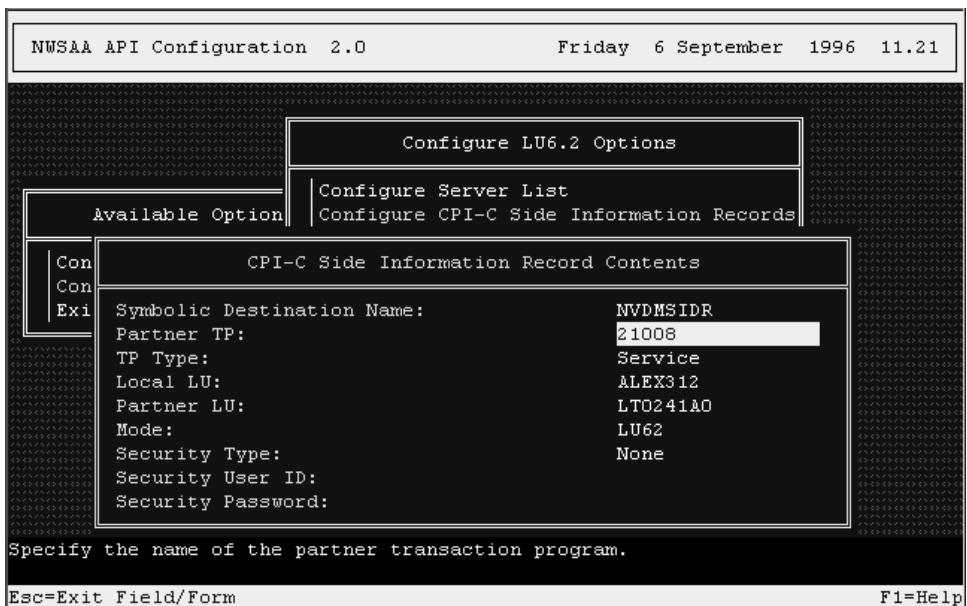 NWSAA API Configuration 2.0 Friday 6 September 1996 11.21
Configure LU6.2 Options
Configure Server List
Available Option Configure CPI-C Side Information Records
Con CPI-C Side Information Record Contents
Con
Exi Symbolic Destination Name: NVDMSIDR
Partner TP: 21008
TP Type: Service
Local LU: ALEX312
Partner LU: LT0241A0
Mode: LU62
Security Type: None
Security User ID:
Security Password:
Specify the name of the partner transaction program.
Esc=Exit Field/Form F1=Help